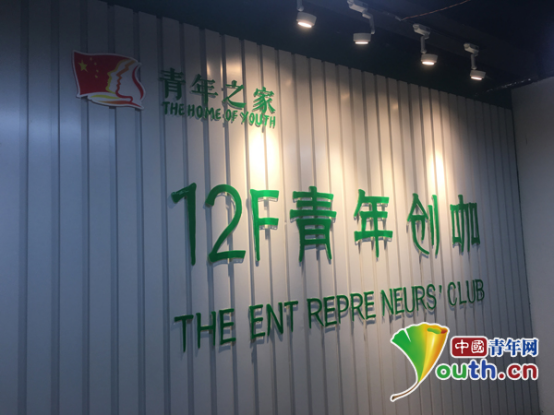 青年之家
THE HOME OF YOUTH
12F青年创咖
THE ENT REPRE NEURS' CLUB
中國青年网
Youth.cn